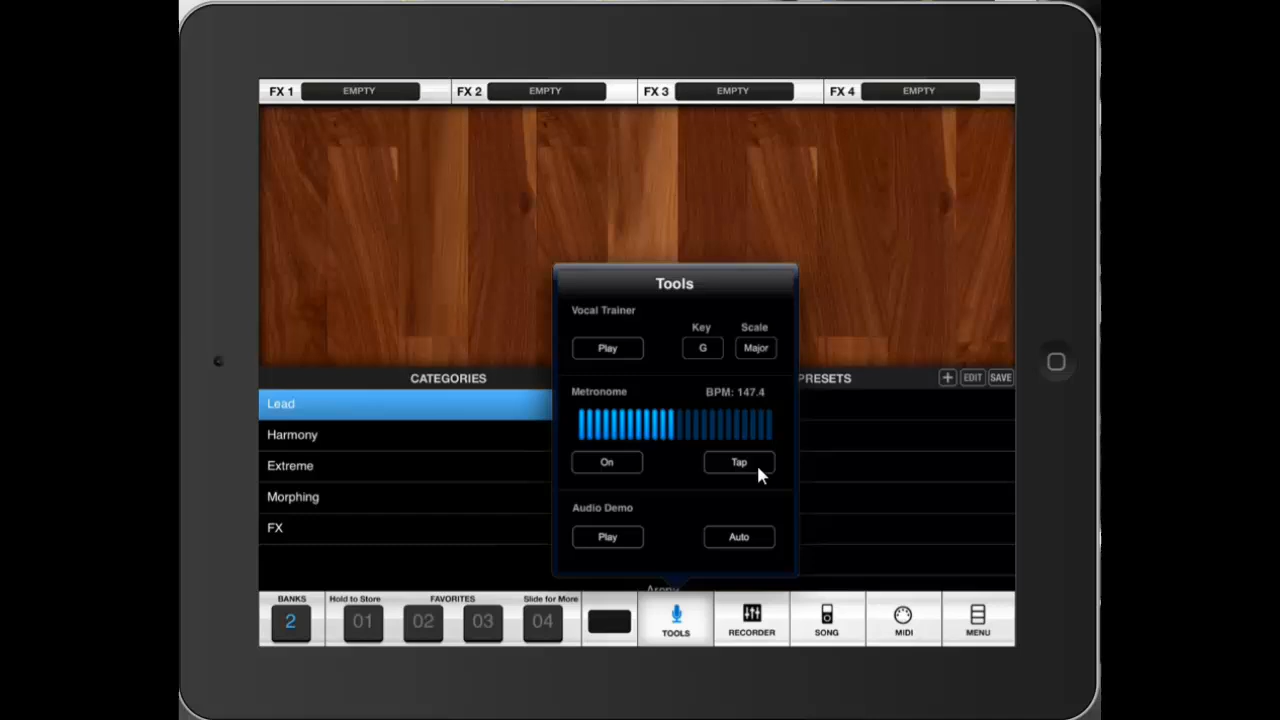 FX 1 EMPTY FX 2 EMPTY FX 3 EMPTY FX 4 EMPTY
Tools
Vocal Trainer
Key Scale
Play G Major
CATEGORIES PRESETS + EDIT SAVE
Metronome BPM: 147.4
Lead
Harmony
On Tap
Extreme
Morphing
Audio Demo
FX
Play Auto
BANKS Hold to Store FAVORITES Slide for More
2 01 02 03 04
TOOLS RECORDER SONG MIDI MENU